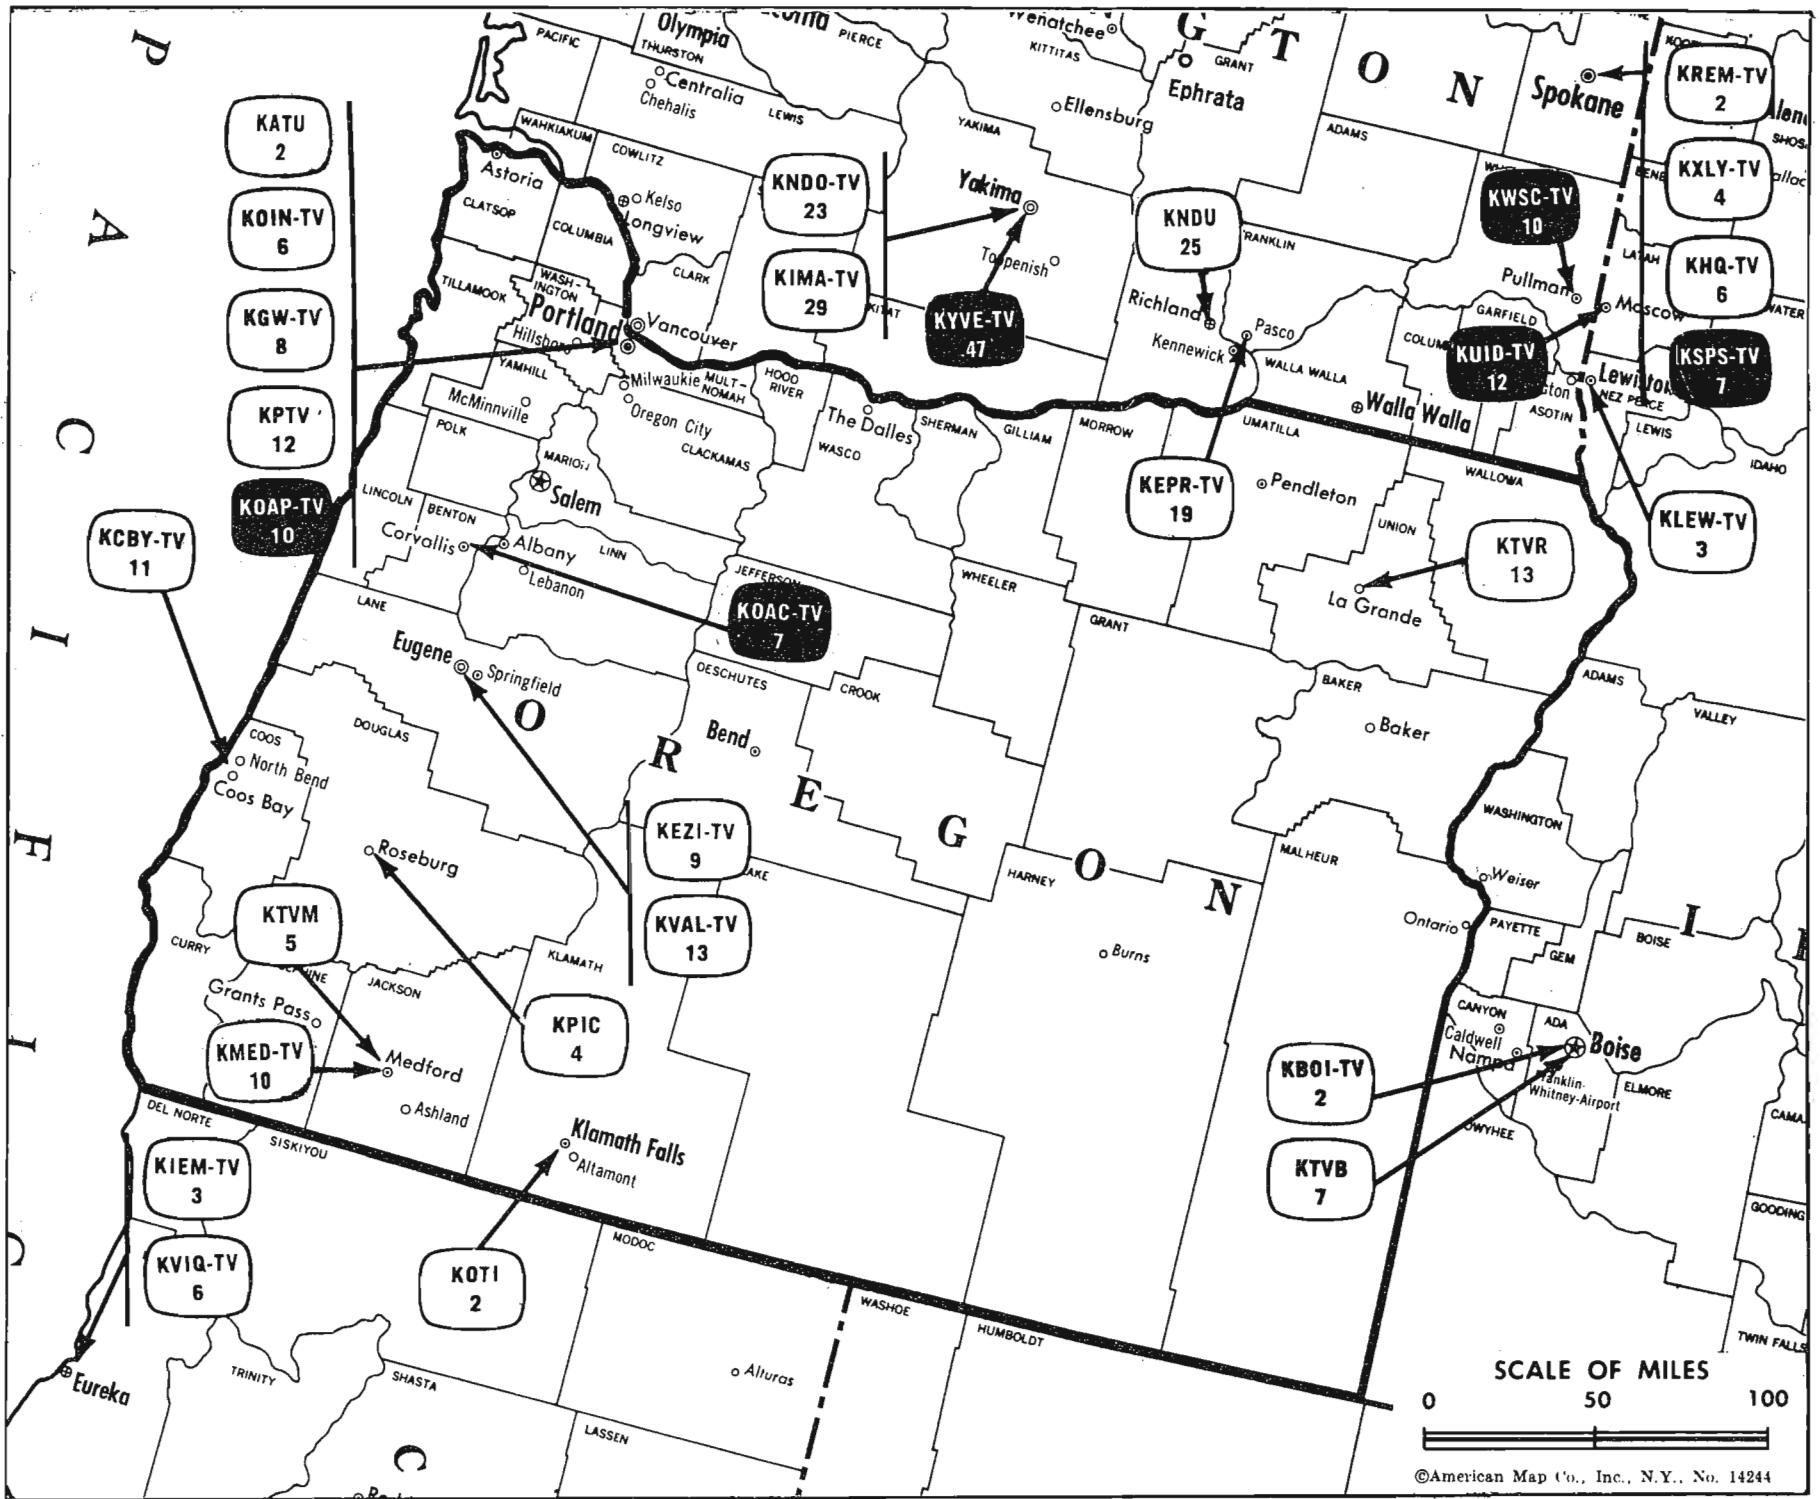 P A C I F I C
G T O N
O R E G O N
I
C
Olympia
PACIFIC
THURSTON
PIERCE
Centralia
Chehalis
LEWIS
Wenatchee
KITTITAS
Ellensburg
GRANT
Ephrata
YAKIMA
ADAMS
Spokane
KREM-TV
2
KXLY-TV
4
KHQ-TV
6
KSPS-TV
7
KATU
2
KOIN-TV
6
KGW-TV
8
KPTV
12
KOAP-TV
10
KCBY-TV
11
WAHKIAKUM
COWLITZ
Astoria
CLATSOP
Kelso
Longview
COLUMBIA
CLARK
TILLAMOOK
WASH-
INGTON
Portland
Vancouver
Hillsboro
YAMHILL
Milwaukie
MULT-
NOMAH
HOOD
RIVER
McMinnville
Oregon City
CLACKAMAS
The Dalles
WASCO
SHERMAN
GILLIAM
MORROW
KNDO-TV
23
KIMA-TV
29
Yakima
Toppenish
KYVE-TV
47
KNDU
25
Richland
Pasco
Kennewick
WALLA WALLA
Walla Walla
UMATILLA
KEPR-TV
19
Pendleton
KWSC-TV
10
Pullman
LATAH
Moscow
GARFIELD
KUID-TV
12
Lewiston
NEZ PERCE
ASOTIN
LEWIS
IDAHO
WALLOWA
KLEW-TV
3
UNION
KTVR
13
La Grande
POLK
MARION
Salem
LINCOLN
BENTON
Corvallis
Albany
LINN
Lebanon
JEFFERSON
KOAC-TV
7
WHEELER
GRANT
LANE
Eugene
Springfield
DESCHUTES
CROOK
Bend
BAKER
Baker
ADAMS
VALLEY
COOS
North Bend
Coos Bay
DOUGLAS
Roseburg
KEZI-TV
9
KVAL-TV
13
HARNEY
MALHEUR
WASHINGTON
Weiser
Ontario
PAYETTE
GEM
BOISE
Burns
CURRY
KTVM
5
JACKSON
KLAMATH
Grants Pass
KMED-TV
10
Medford
Ashland
KPIC
4
Klamath Falls
Altamont
CANYON
ADA
Caldwell
Nampa
Boise
Whitney-Airport
ELMORE
KBOI-TV
2
KTVB
7
GOODING
TWIN FALLS
DEL NORTE
SISKIYOU
KIEM-TV
3
KVIQ-TV
6
KOTI
2
MODOC
WASHOE
HUMBOLDT
Eureka
TRINITY
SHASTA
LASSEN
Alturas
SCALE OF MILES
0 50 100
©American Map Co., Inc., N.Y., No. 14244